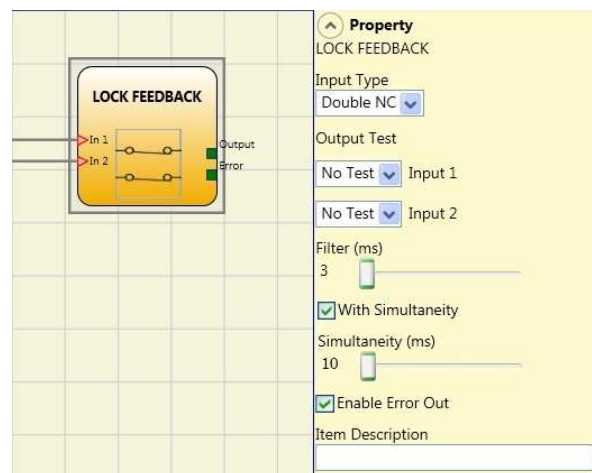 LOCK FEEDBACK
In 1
In 2
Output
Error
Property
LOCK FEEDBACK
Input Type
Double NC
Output Test
No Test Input 1
No Test Input 2
Filter (ms)
3
With Simultaneity
Simultaneity (ms)
10
Enable Error Out
Item Description